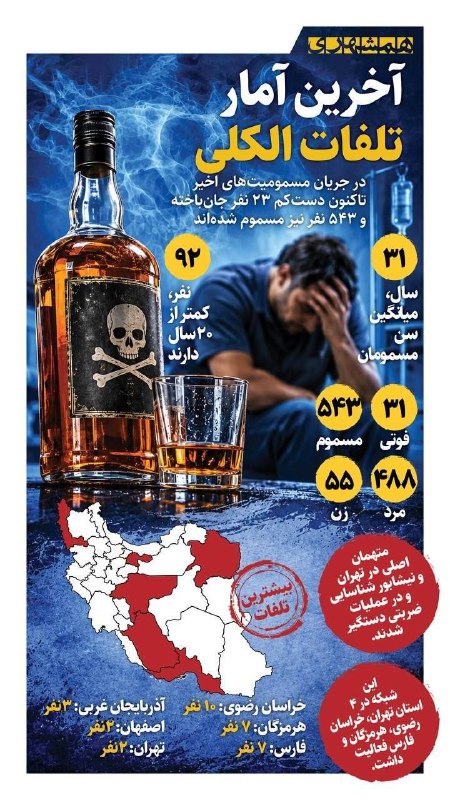 همشهری
آخرین آمار
تلفات الکلی
در جریان مسمومیت‌های اخیر
تاکنون دست‌کم ۲۳ نفر جان‌باخته
و ۵۴۳ نفر نیز مسموم شده‌اند
۳۱
سال،
میانگین
سن
مسمومان
۹۲
نفر،
کمتر از
۲۰ سال
دارند
۳۱
فوتی
۵۴۳
مسموم
۴۸۸
مرد
۵۵
زن
متهمان
اصلی در تهران
و نیشابور شناسایی
و در عملیات
ضربتی دستگیر
شدند.
بیشترین
تلفات
این
شبکه در ۴
استان تهران، خراسان
رضوی، هرمزگان و
فارس فعالیت
داشت.
خراسان رضوی: ۱۰ نفر
هرمزگان: ۷ نفر
فارس: ۷ نفر
آذربایجان غربی: ۳ نفر
اصفهان: ۲ نفر
تهران: ۲ نفر